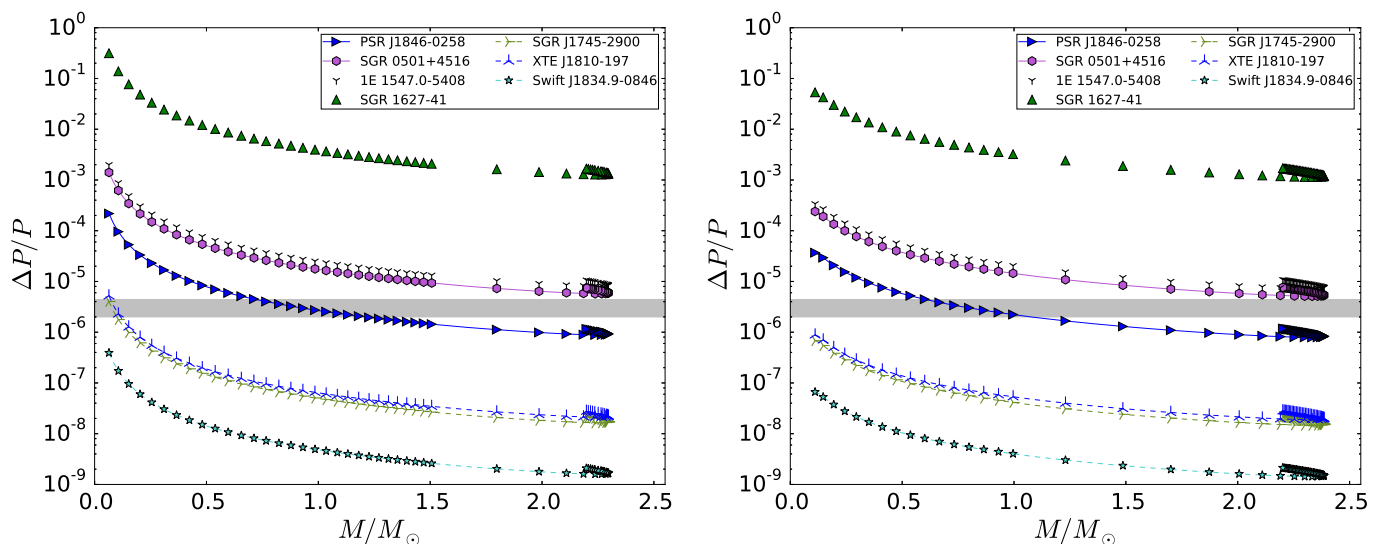 10^0
10^-1
10^-2
10^-3
10^-4
10^-5
10^-6
10^-7
10^-8
10^-9
ΔP/P
PSR J1846-0258
SGR 0501+4516
1E 1547.0-5408
SGR 1627-41
SGR J1745-2900
XTE J1810-197
Swift J1834.9-0846
0.0 0.5 1.0 1.5 2.0 2.5
M/M⊙
10^0
10^-1
10^-2
10^-3
10^-4
10^-5
10^-6
10^-7
10^-8
10^-9
ΔP/P
PSR J1846-0258
SGR 0501+4516
1E 1547.0-5408
SGR 1627-41
SGR J1745-2900
XTE J1810-197
Swift J1834.9-0846
0.0 0.5 1.0 1.5 2.0 2.5
M/M⊙